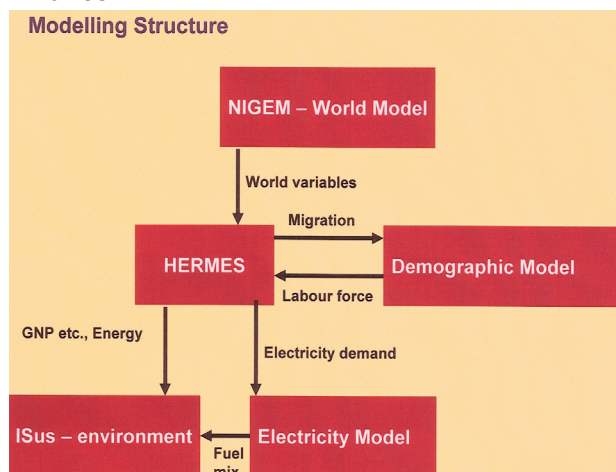 Modelling Structure
NIGEM – World Model
World variables
Migration
HERMES
Demographic Model
Labour force
GNP etc., Energy
Electricity demand
ISus – environment
Electricity Model
Fuel
mix